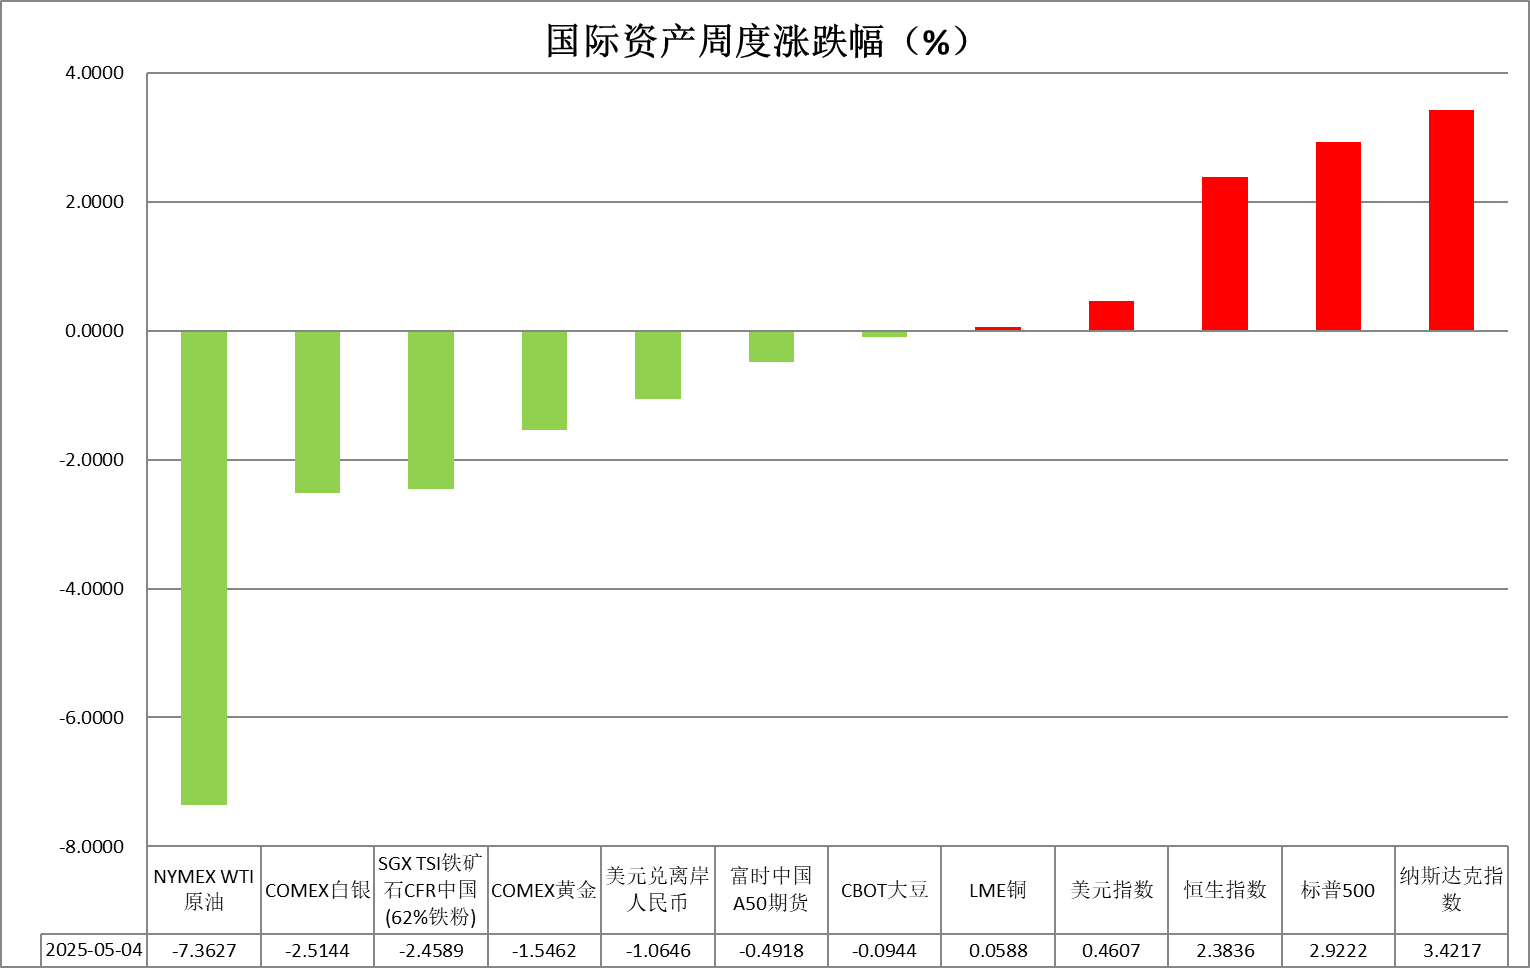 国际资产周度涨跌幅（%）
4.0000
2.0000
0.0000
-2.0000
-4.0000
-6.0000
-8.0000
NYMEX WTI
原油
COMEX白银
SGX TSI铁矿
石CFR中国
(62%铁粉)
COMEX黄金
美元兑离岸
人民币
富时中国
A50期货
CBOT大豆
LME铜
美元指数
恒生指数
标普500
纳斯达克指
数
2025-05-04 -7.3627 -2.5144 -2.4589 -1.5462 -1.0646 -0.4918 -0.0944 0.0588 0.4607 2.3836 2.9222 3.4217